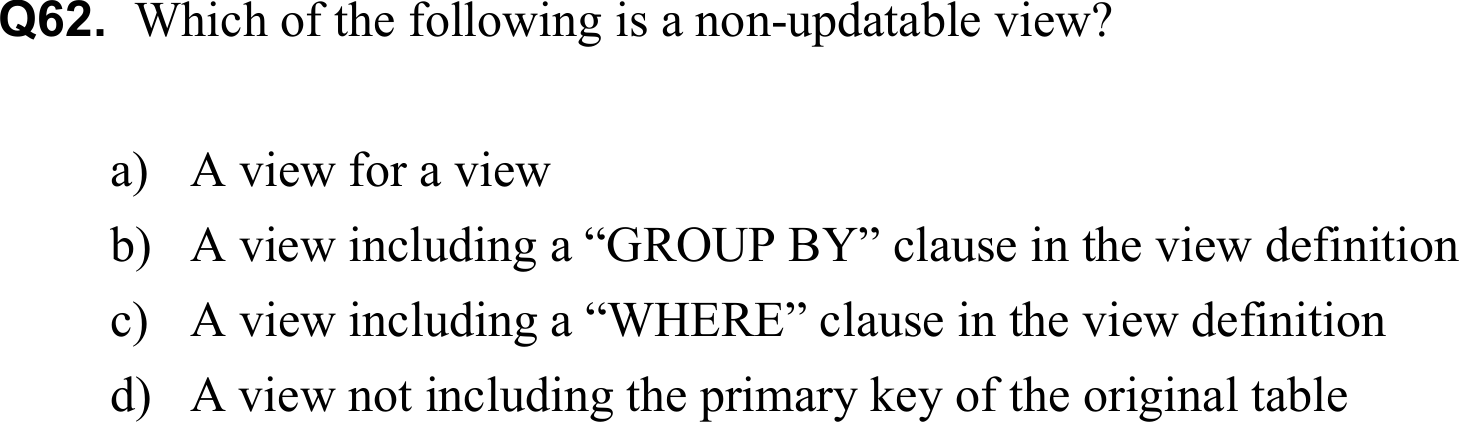 Q62. Which of the following is a non-updatable view?
a) A view for a view
b) A view including a “GROUP BY” clause in the view definition
c) A view including a “WHERE” clause in the view definition
d) A view not including the primary key of the original table